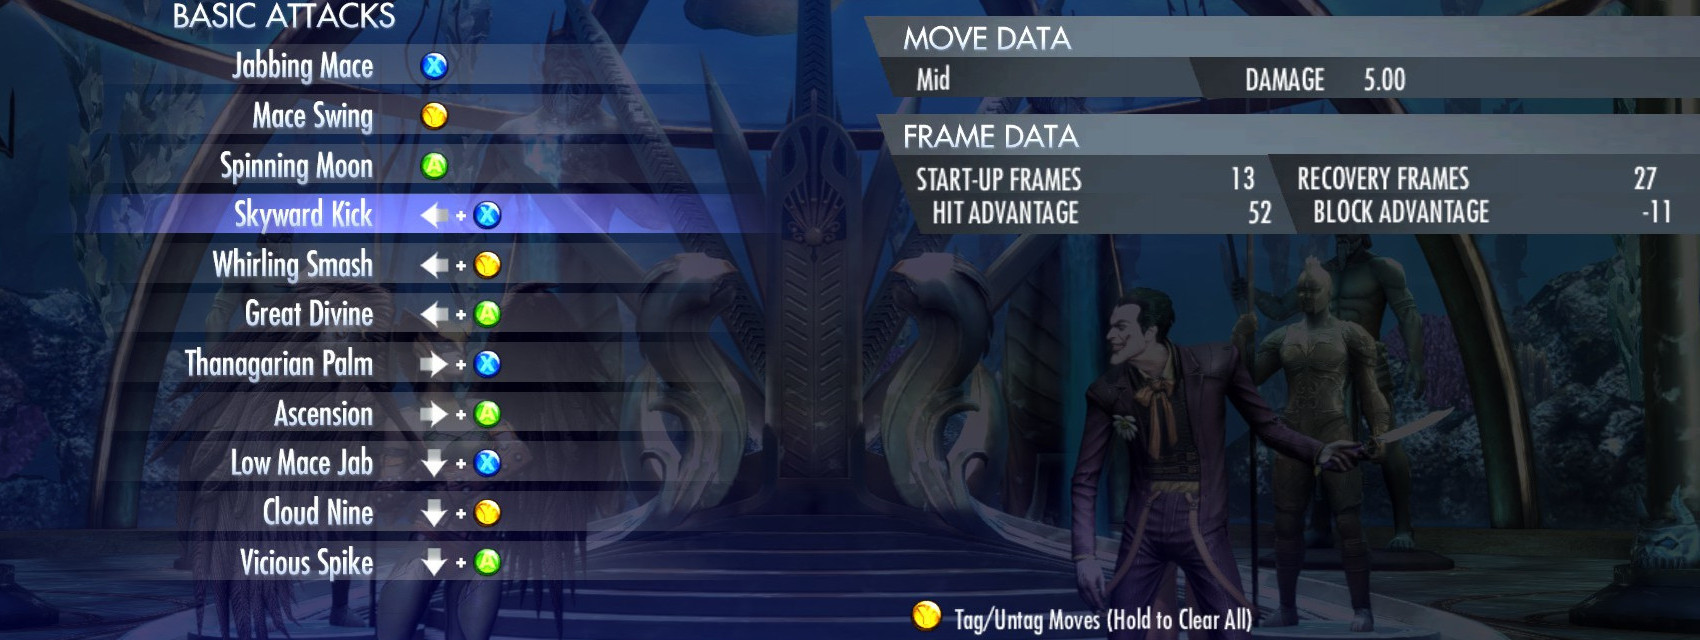 BASIC ATTACKS
Jabbing Mace X
Mace Swing Y
Spinning Moon A
Skyward Kick + X
Whirling Smash + Y
Great Divine + A
Thanagarian Palm + X
Ascension + A
Low Mace Jab + X
Cloud Nine + Y
Vicious Spike + A
MOVE DATA
Mid DAMAGE 5.00
FRAME DATA
START-UP FRAMES 13 RECOVERY FRAMES 27
HIT ADVANTAGE 52 BLOCK ADVANTAGE -11
Y Tag/Untag Moves (Hold to Clear All)